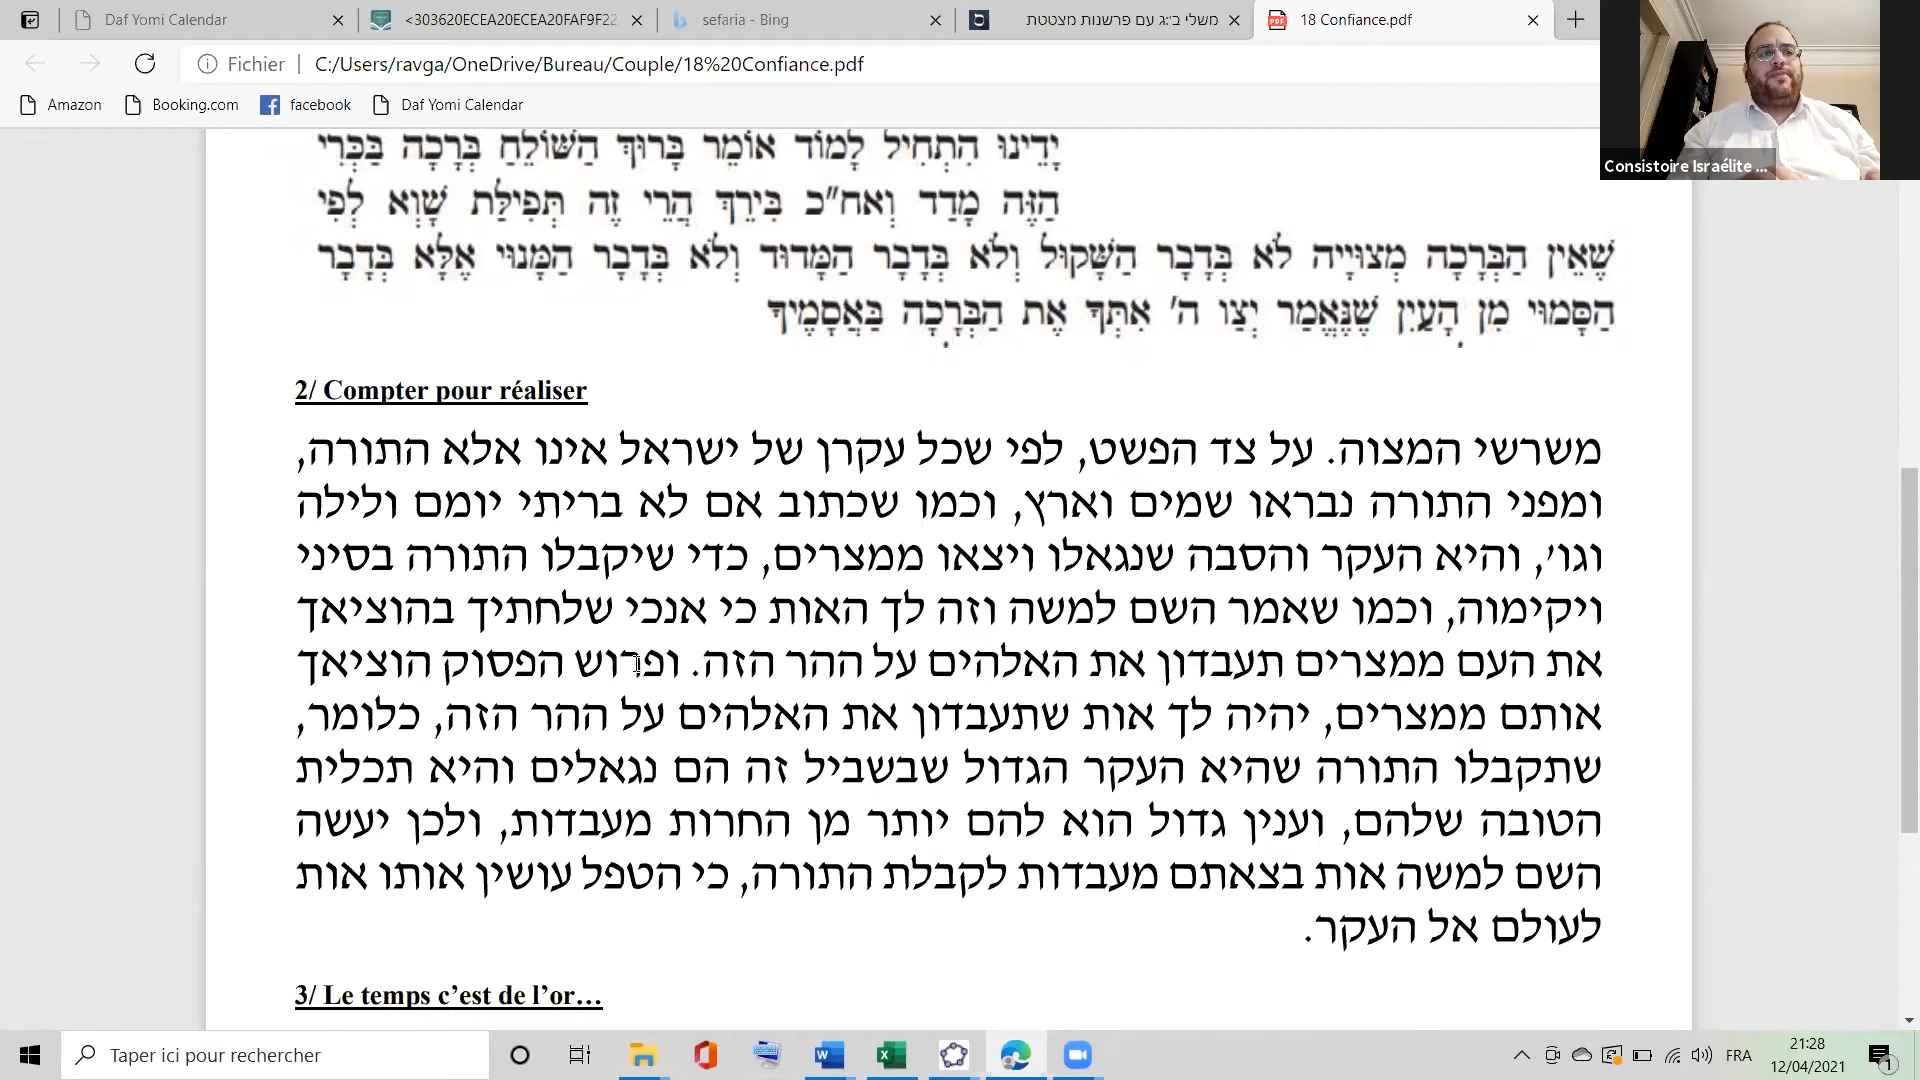 Daf Yomi Calendar
<303620ECEA20ECEA20FAF9F22
sefaria - Bing
משלי ב׳:ג עם פרשנות מצטטת
18 Confiance.pdf
Fichier
C:/Users/ravga/OneDrive/Bureau/Couple/18%20Confiance.pdf
Amazon
Booking.com
facebook
Daf Yomi Calendar
Consistoire Israélite ...
יָדֵינוּ הִתְחִיל לָמוֹד אוֹמֵר בָּרוּךְ הַשּׁוֹלֵחַ בְּרָכָה בַּכְּרִי
הַזֶּה מָדַד וְאח״כ בֵּירֵךְ הֲרֵי זֶה תְּפִילַּת שָׁוְא לְפִי
שֶׁאֵין הַבְּרָכָה מְצוּיָיה לֹא בְּדָבָר הַשָּׁקוּל וְלֹא בְּדָבָר הַמָּדוּד וְלֹא בְּדָבָר הַמָּנוּי אֶלָּא בְּדָבָר
הַסָּמוּי מִן הָעַיִן שֶׁנֶּאֱמַר יְצַו ה׳ אִתְּךָ אֶת הַבְּרָכָה בַּאֲסָמֶיךָ
2/ Compter pour réaliser
משרשי המצוה. על צד הפשט, לפי שכל עקרן של ישראל אינו אלא התורה,
ומפני התורה נבראו שמים וארץ, וכמו שכתוב אם לא בריתי יומם ולילה
וגו׳, והיא העקר והסבה שנגאלו ויצאו ממצרים, כדי שיקבלו התורה בסיני
ויקימוה, וכמו שאמר השם למשה וזה לך האות כי אנכי שלחתיך בהוציאך
את העם ממצרים תעבדון את האלהים על ההר הזה. ופרוש הפסוק הוציאך
אותם ממצרים, יהיה לך אות שתעבדון את האלהים על ההר הזה, כלומר,
שתקבלו התורה שהיא העקר הגדול שבשביל זה הם נגאלים והיא תכלית
הטובה שלהם, וענין גדול הוא להם יותר מן החרות מעבדות, ולכן יעשה
השם למשה אות בצאתם מעבדות לקבלת התורה, כי הטפל עושין אותו אות
לעולם אל העקר.
3/ Le temps c’est de l’or…
Taper ici pour rechercher
FRA
21:28
12/04/2021
1